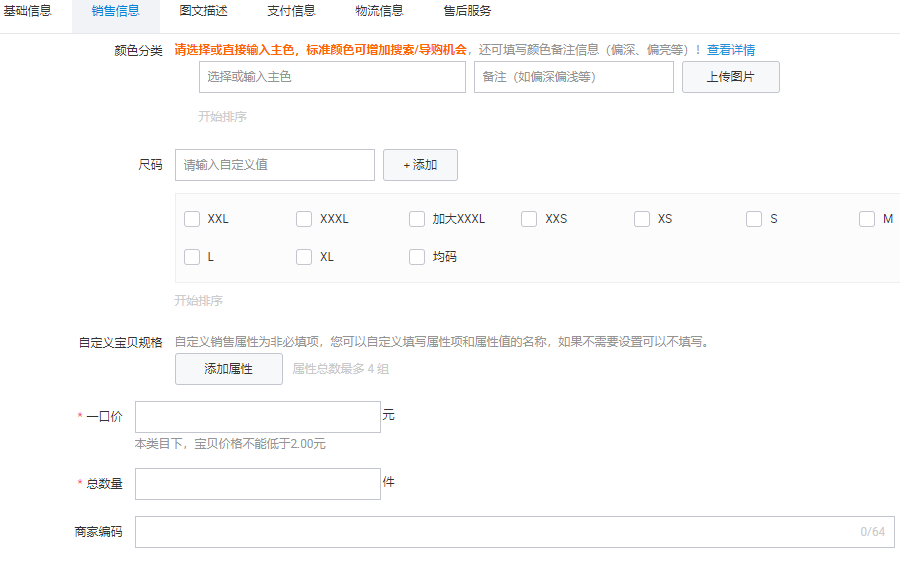 基础信息 销售信息 图文描述 支付信息 物流信息 售后服务
颜色分类 请选择或直接输入主色，标准颜色可增加搜索/导购机会，还可填写颜色备注信息（偏深、偏亮等）！查看详情
选择或输入主色 备注（如偏深偏浅等） 上传图片
开始排序
尺码 请输入自定义值 +添加
XXL XXXL 加大XXXL XXS XS S M
L XL 均码
开始排序
自定义宝贝规格 自定义销售属性为非必填项，您可以自定义填写属性项和属性值的名称，如果不需要设置可以不填写。
添加属性 属性总数最多 4 组
* 一口价 元
本类目下，宝贝价格不能低于2.00元
* 总数量 件
商家编码 0/64